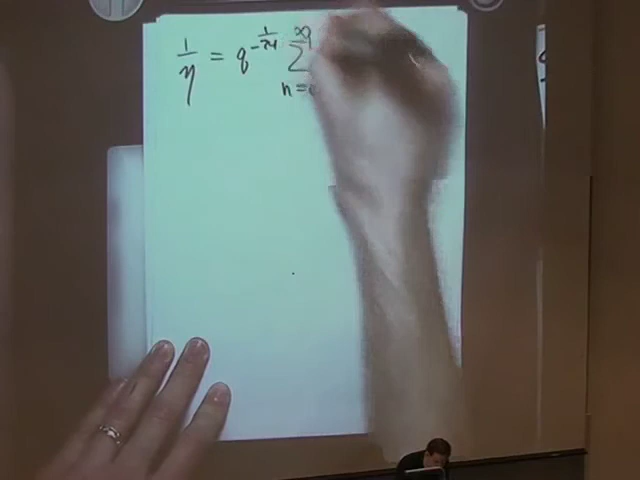 1/η = q^{-1/24} ∑_{n=0}^{∞}